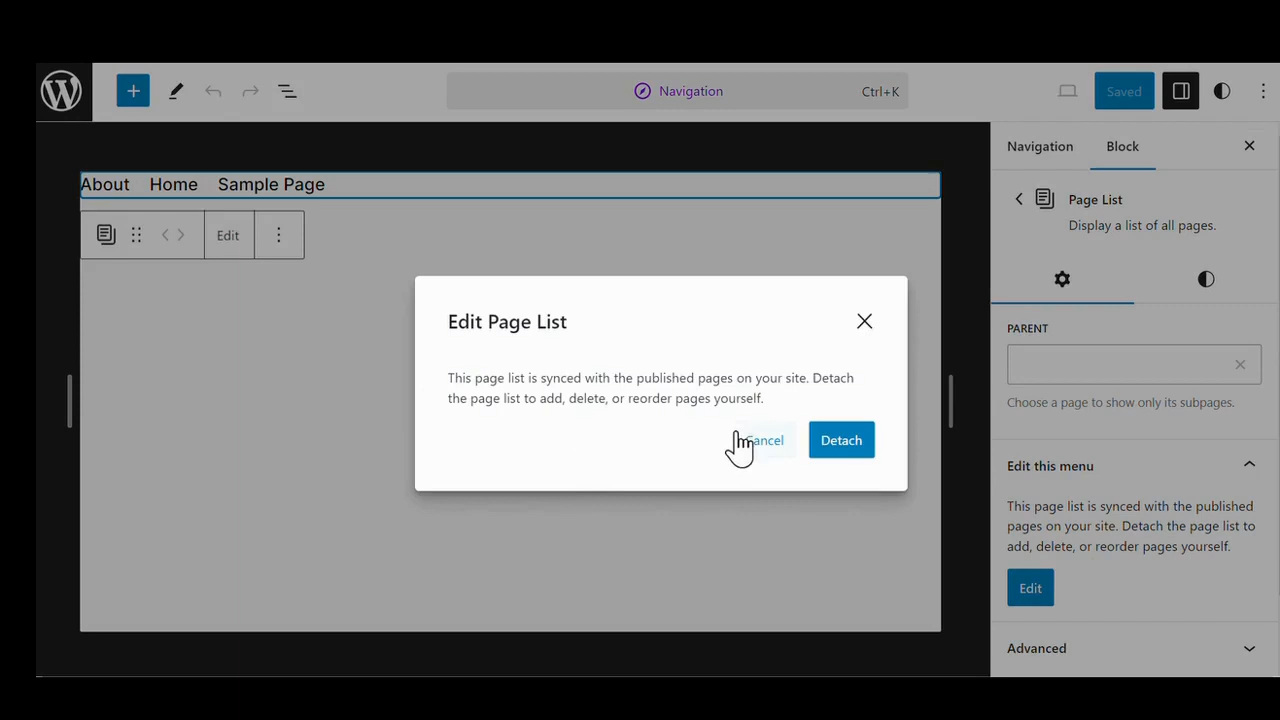 Navigation
Ctrl+K
Saved
About Home Sample Page
Edit
Navigation Block
Page List
Display a list of all pages.
PARENT
Choose a page to show only its subpages.
Edit this menu
This page list is synced with the published
pages on your site. Detach the page list to
add, delete, or reorder pages yourself.
Edit
Advanced
Edit Page List
This page list is synced with the published pages on your site. Detach
the page list to add, delete, or reorder pages yourself.
Cancel Detach